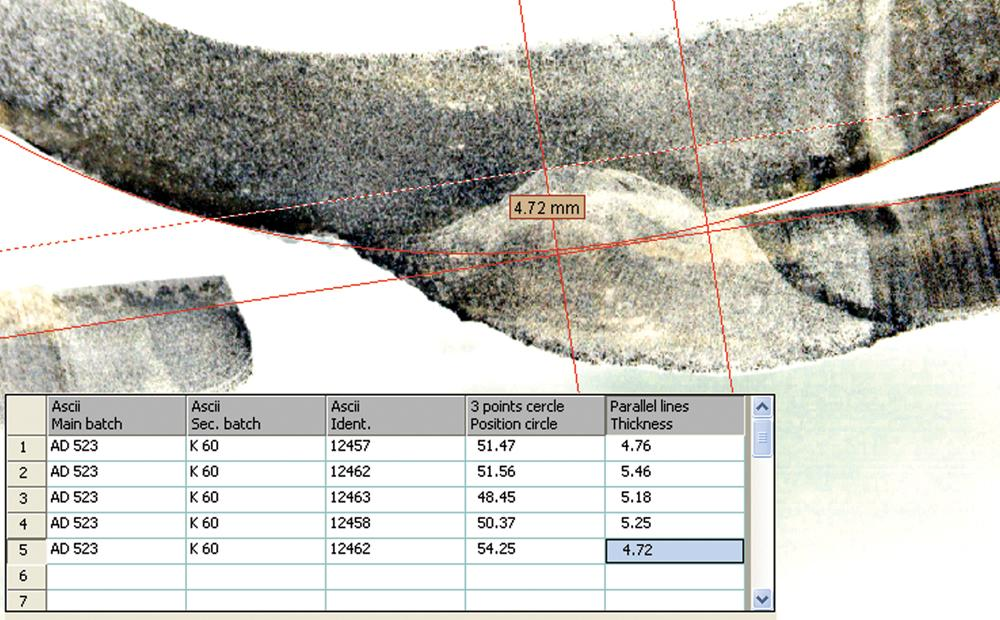 4.72 mm
Ascii Main batch Ascii Sec. batch Ascii Ident. 3 points cercle Position circle Parallel lines Thickness
1 AD 523 K 60 12457 51.47 4.76
2 AD 523 K 60 12462 51.56 5.46
3 AD 523 K 60 12463 48.45 5.18
4 AD 523 K 60 12458 50.37 5.25
5 AD 523 K 60 12462 54.25 4.72
6
7